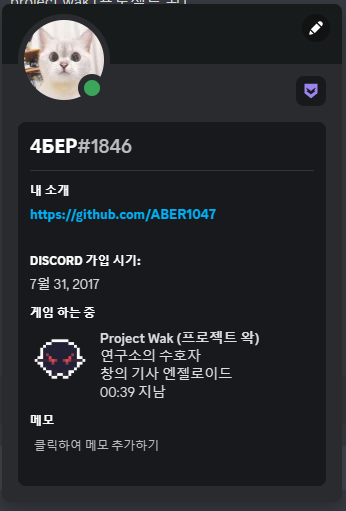 4БЕР#1846
내 소개
https://github.com/ABER1047
DISCORD 가입 시기:
7월 31, 2017
게임 하는 중
Project Wak (프로젝트 왁)
연구소의 수호자
창의 기사 엔젤로이드
00:39 지남
메모
클릭하여 메모 추가하기